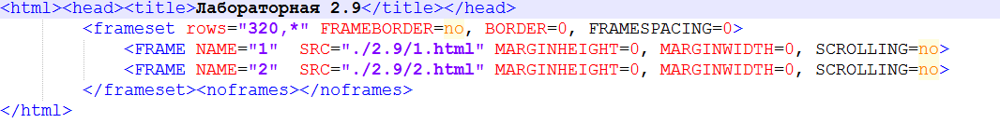 <html><head><title>Лабораторная 2.9</title></head>
<frameset rows="320,*" FRAMEBORDER=no, BORDER=0, FRAMESPACING=0>
<FRAME NAME="1"  SRC="./2.9/1.html" MARGINHEIGHT=0, MARGINWIDTH=0, SCROLLING=no>
<FRAME NAME="2"  SRC="./2.9/2.html" MARGINHEIGHT=0, MARGINWIDTH=0, SCROLLING=no>
</frameset><noframes></noframes>
</html>